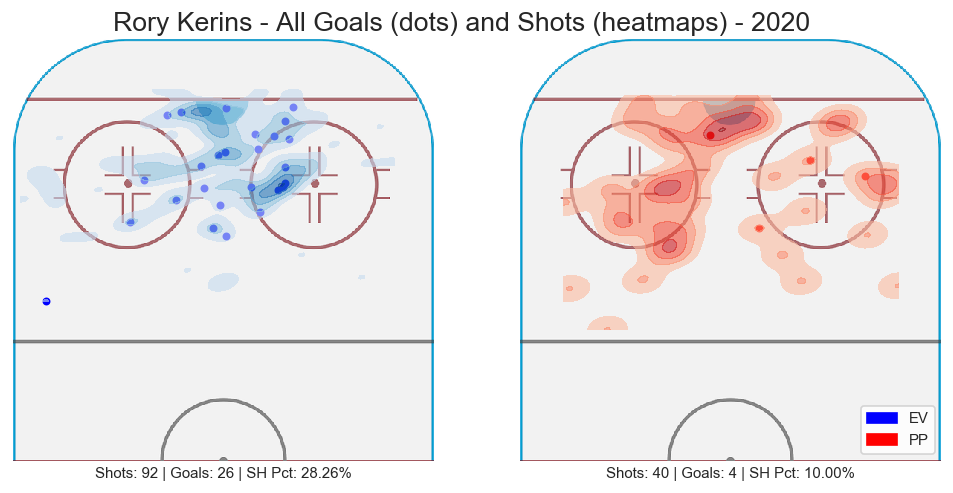 Rory Kerins - All Goals (dots) and Shots (heatmaps) - 2020
EV
PP
Shots: 92 | Goals: 26 | SH Pct: 28.26%
Shots: 40 | Goals: 4 | SH Pct: 10.00%